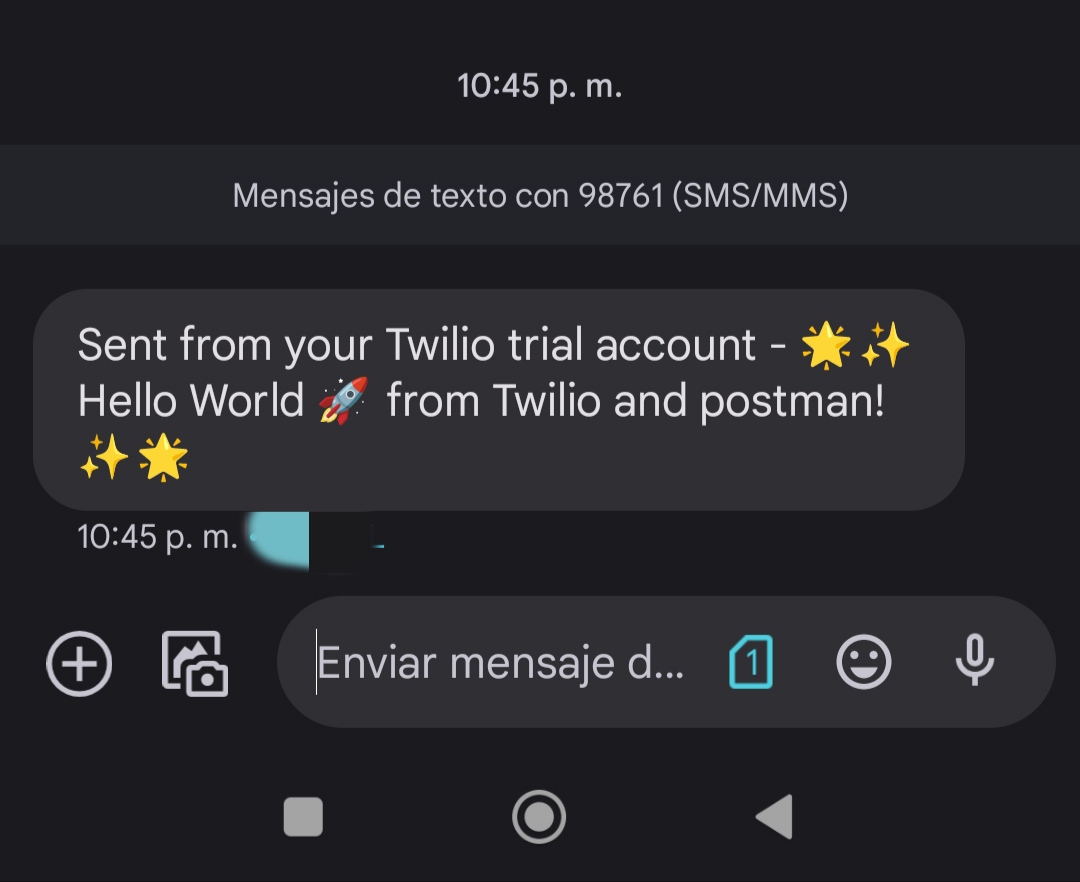 10:45 p. m.
Mensajes de texto con 98761 (SMS/MMS)
Sent from your Twilio trial account - 🌟✨
Hello World 🚀 from Twilio and postman!
✨🌟
10:45 p. m.
Enviar mensaje d...
1